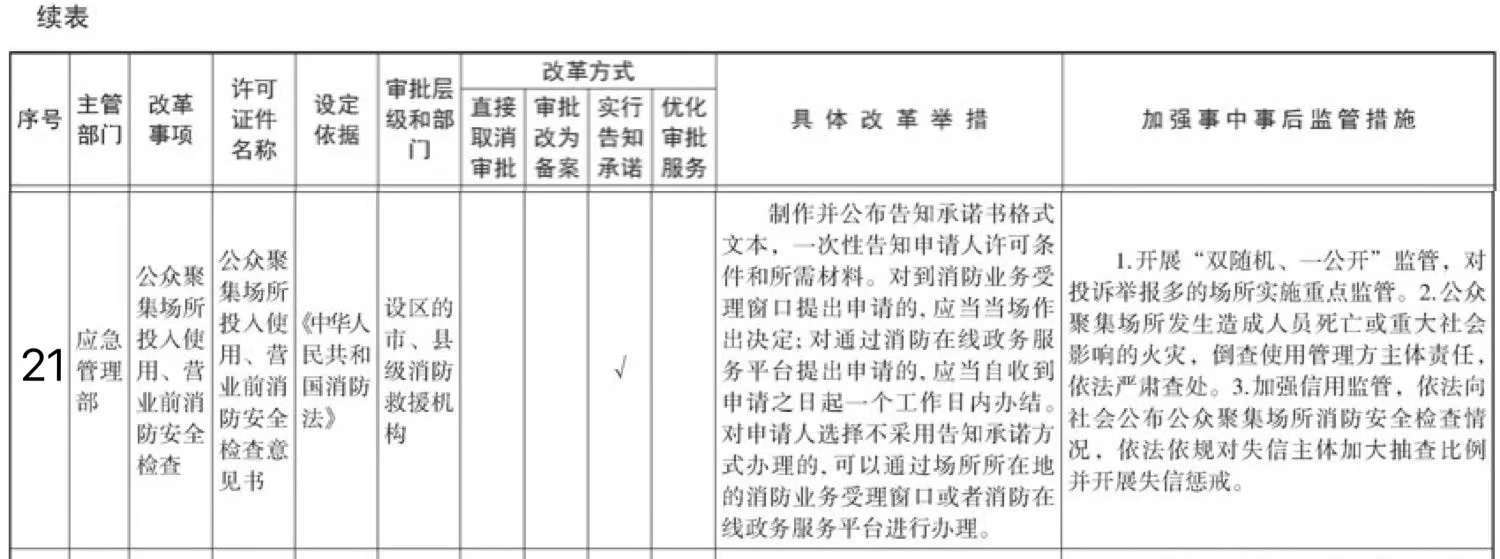 续表
序号
主管
部门
改革
事项
许可
证件
名称
设定
依据
审批层
级和部
门
改革方式
直接
取消
审批
审批
改为
备案
实行
告知
承诺
优化
审批
服务
具体改革举措
加强事中事后监管措施
21
应急
管理
部
公众聚
集场所
投入使
用、营
业前消
防安全
检查
公众聚
集场所
投入使
用、营
业前消
防安全
检查意
见书
《中华人
民共和
国消防
法》
设区的
市、县
级消防
救援机
构
√
制作并公布告知承诺书格式
文本，一次性告知申请人许可条
件和所需材料。对到消防业务受
理窗口提出申请的，应当当场作
出决定；对通过消防在线政务服
务平台提出申请的，应当自收到
申请之日起一个工作日内办结。
对申请人选择不采用告知承诺方
式办理的，可以通过场所所在地
的消防业务受理窗口或者消防在
线政务服务平台进行办理。
1.开展“双随机、一公开”监管，对
投诉举报多的场所实施重点监管。2.公众
聚集场所发生造成人员死亡或重大社会
影响的火灾，倒查使用管理方主体责任，
依法严肃查处。3.加强信用监管，依法向
社会公布公众聚集场所消防安全检查情
况，依法依规对失信主体加大抽查比例
并开展失信惩戒。